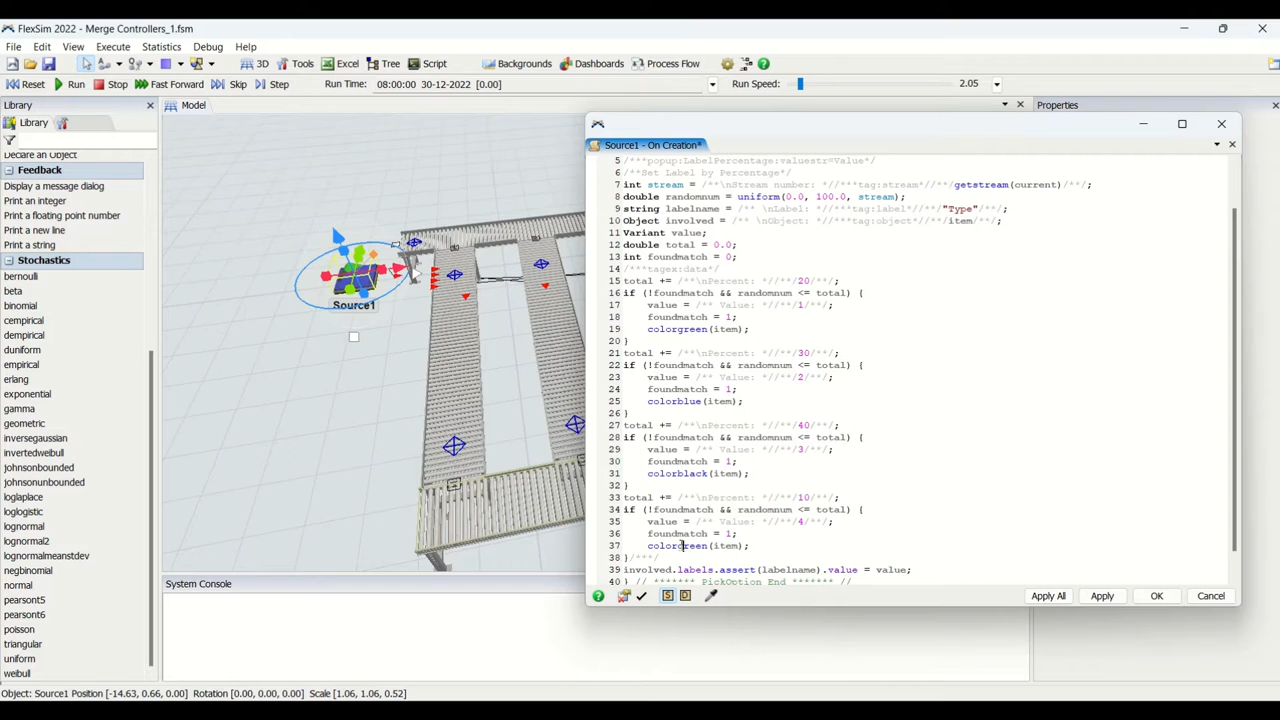 FlexSim 2022 - Merge Controllers_1.fsm
File Edit View Execute Statistics Debug Help
3D Tools Excel Tree Script Backgrounds Dashboards Process Flow
Reset Run Stop Fast Forward Skip Step Run Time: 08:00:00 30-12-2022 [0.00] Run Speed: 2.05
Library
Library
Declare an Object
Feedback
Display a message dialog
Print an integer
Print a floating point number
Print a new line
Print a string
Stochastics
bernoulli
beta
binomial
cempirical
dempirical
duniform
empirical
erlang
exponential
gamma
geometric
inversegaussian
invertedweibull
johnsonbounded
johnsonunbounded
loglaplace
loglogistic
lognormal
lognormal2
lognormalmeanstdev
negbinomial
normal
pearsont5
pearsont6
poisson
triangular
uniform
weibull
Model
Source1
System Console
Properties
Source1 - On Creation*
5 /***popup:LabelPercentage:valuestr=Value*/
6 /**Set Label by Percentage*/
7 int stream = /**\nStream number: *//***tag:stream*//**/getstream(current)/**/;
8 double randomnum = uniform(0.0, 100.0, stream);
9 string labelname = /** \nLabel: *//***tag:label*//**/"Type"/***/;
10 Object involved = /** \nObject: *//***tag:object*//**/item/***/;
11 Variant value;
12 double total = 0.0;
13 int foundmatch = 0;
14 /***tagex:data*/
15 total += /**\nPercent: *//**/20/**/;
16 if (!foundmatch && randomnum <= total) {
17 value = /** Value: *//**/1/**/;
18 foundmatch = 1;
19 colorgreen(item);
20 }
21 total += /**\nPercent: *//**/30/**/;
22 if (!foundmatch && randomnum <= total) {
23 value = /** Value: *//**/2/**/;
24 foundmatch = 1;
25 colorblue(item);
26 }
27 total += /**\nPercent: *//**/40/**/;
28 if (!foundmatch && randomnum <= total) {
29 value = /** Value: *//**/3/**/;
30 foundmatch = 1;
31 colorblack(item);
32 }
33 total += /**\nPercent: *//**/10/**/;
34 if (!foundmatch && randomnum <= total) {
35 value = /** Value: *//**/4/**/;
36 foundmatch = 1;
37 colorgreen(item);
38 }/***/
39 involved.labels.assert(labelname).value = value;
40 } // ******* PickOption End ******* //
S D Apply All Apply OK Cancel
Object: Source1 Position [-14.63, 0.66, 0.00] Rotation [0.00, 0.00, 0.00] Scale [1.06, 1.06, 0.52]